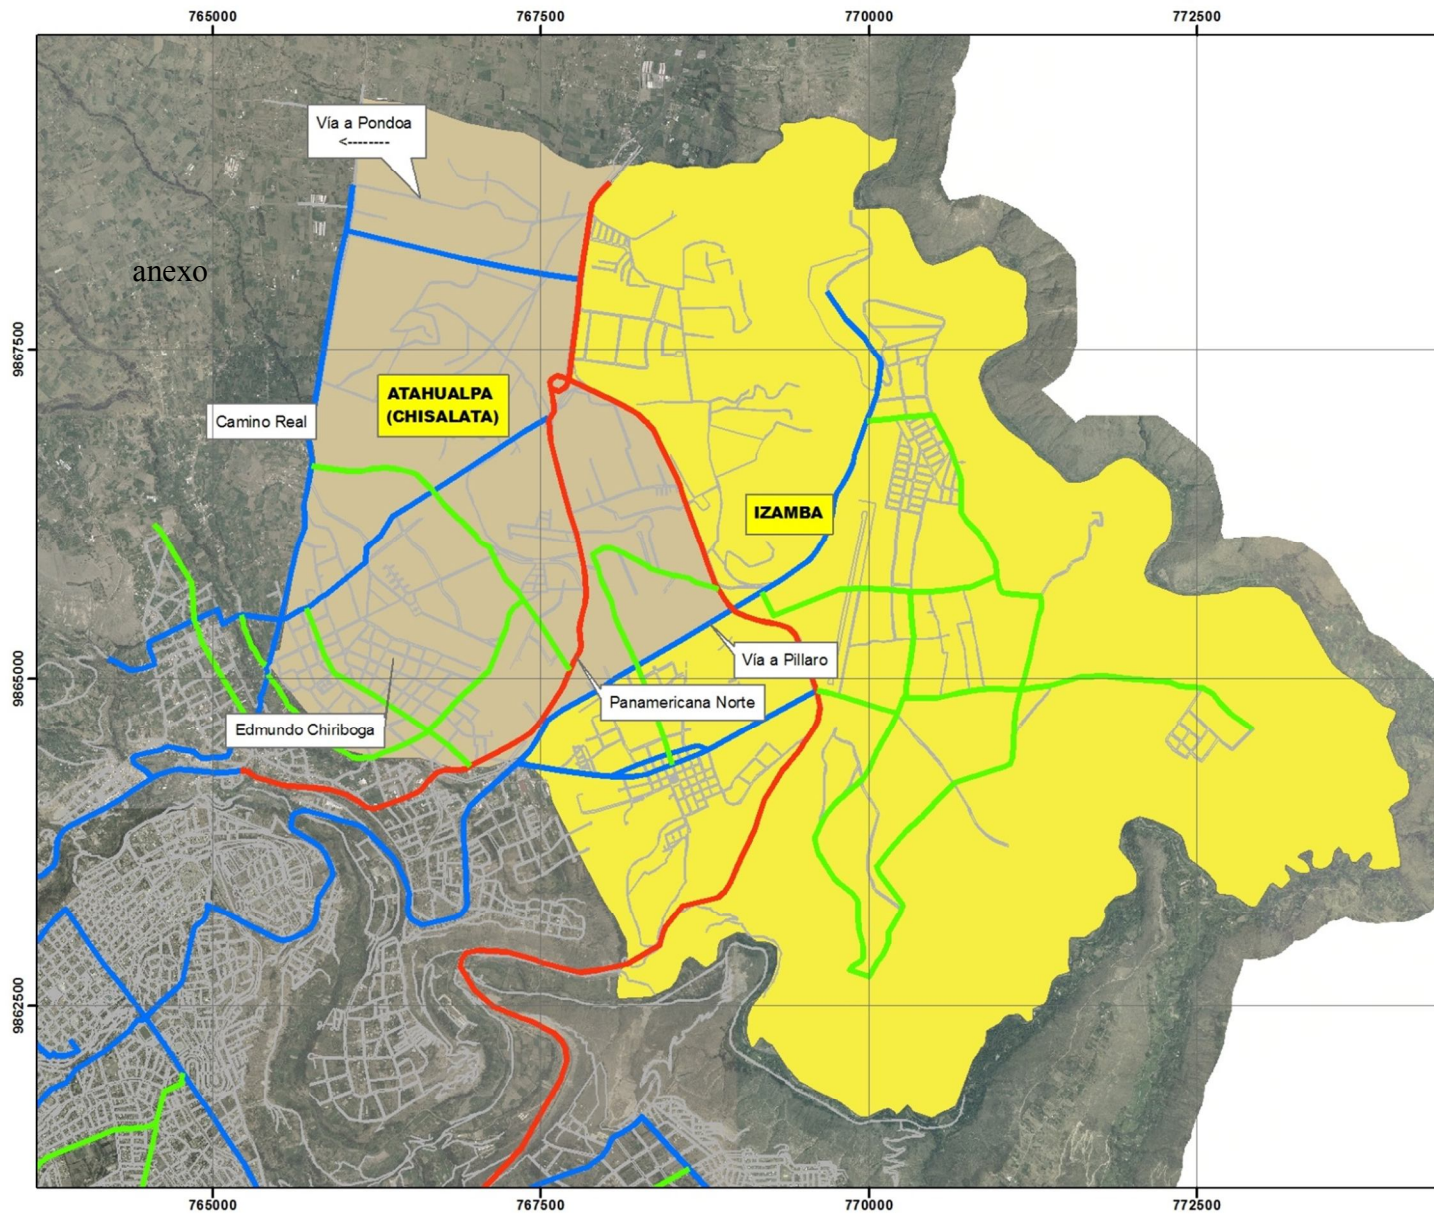 765000
767500
770000
772500
Vía a Pondoa
<--------
anexo
9867500
ATAHUALPA
(CHISALATA)
Camino Real
IZAMBA
9865000
Vía a Pillaro
Panamericana Norte
Edmundo Chiriboga
9862500
765000
767500
770000
772500